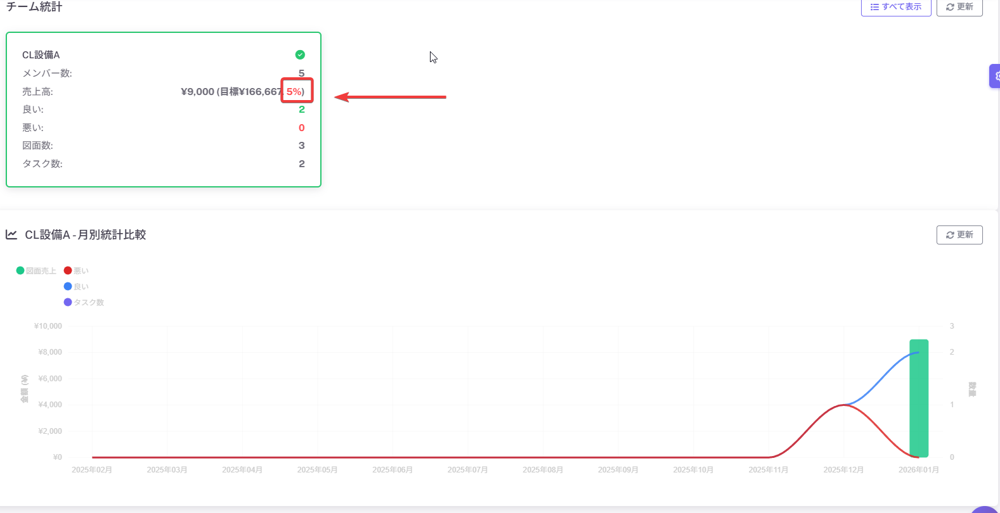 チーム統計
すべて表示
更新
CL設備A
メンバー数: 5
売上高: ¥9,000 (目標¥166,667, 5%)
良い: 2
悪い: 0
図面数: 3
タスク数: 2
CL設備A - 月別統計比較
更新
図面売上
悪い
良い
タスク数
¥10,000
¥8,000
¥6,000
¥4,000
¥2,000
¥0
金額 (¥)
3
2
1
0
数量
2025年02月 2025年03月 2025年04月 2025年05月 2025年06月 2025年07月 2025年08月 2025年09月 2025年10月 2025年11月 2025年12月 2026年01月